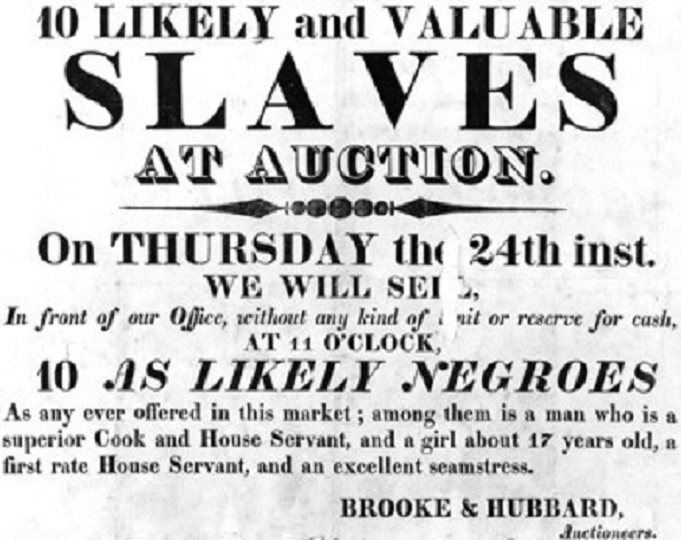 10 LIKELY and VALUABLE
SLAVES
AT AUCTION.
On THURSDAY the 24th inst.
WE WILL SELL,
In front of our Office, without any kind of limit or reserve for cash,
AT 11 O'CLOCK,
10 AS LIKELY NEGROES
As any ever offered in this market; among them is a man who is a
superior Cook and House Servant, and a girl about 17 years old, a
first rate House Servant, and an excellent seamstress.
BROOKE & HUBBARD,
Auctioneers.